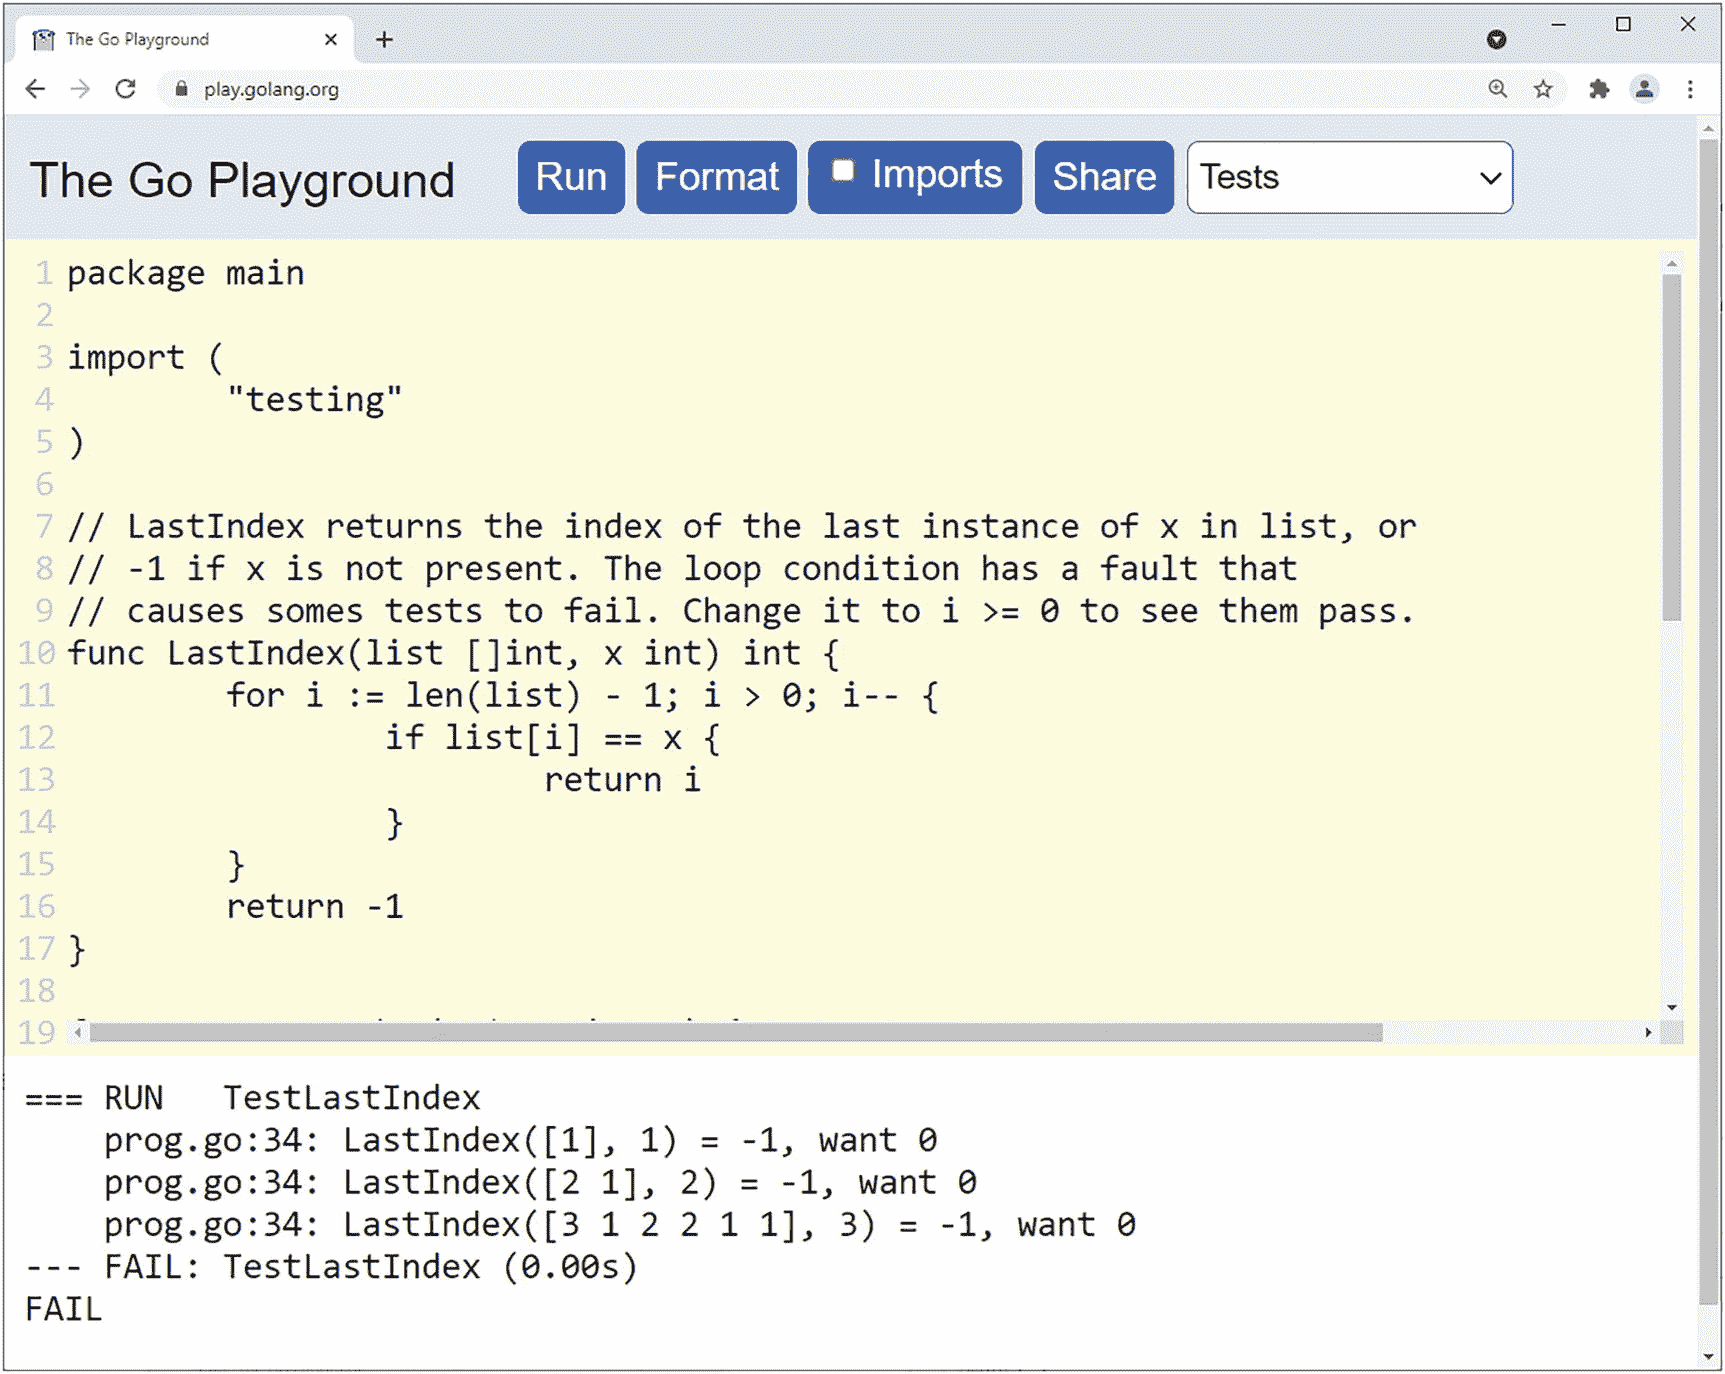 The Go Playground
play.golang.org
The Go Playground Run Format Imports Share Tests
1 package main
2
3 import (
4 "testing"
5 )
6
7 // LastIndex returns the index of the last instance of x in list, or
8 // -1 if x is not present. The loop condition has a fault that
9 // causes somes tests to fail. Change it to i >= 0 to see them pass.
10 func LastIndex(list []int, x int) int {
11 for i := len(list) - 1; i > 0; i-- {
12 if list[i] == x {
13 return i
14 }
15 }
16 return -1
17 }
18
19
=== RUN TestLastIndex
prog.go:34: LastIndex([1], 1) = -1, want 0
prog.go:34: LastIndex([2 1], 2) = -1, want 0
prog.go:34: LastIndex([3 1 2 2 1 1], 3) = -1, want 0
--- FAIL: TestLastIndex (0.00s)
FAIL